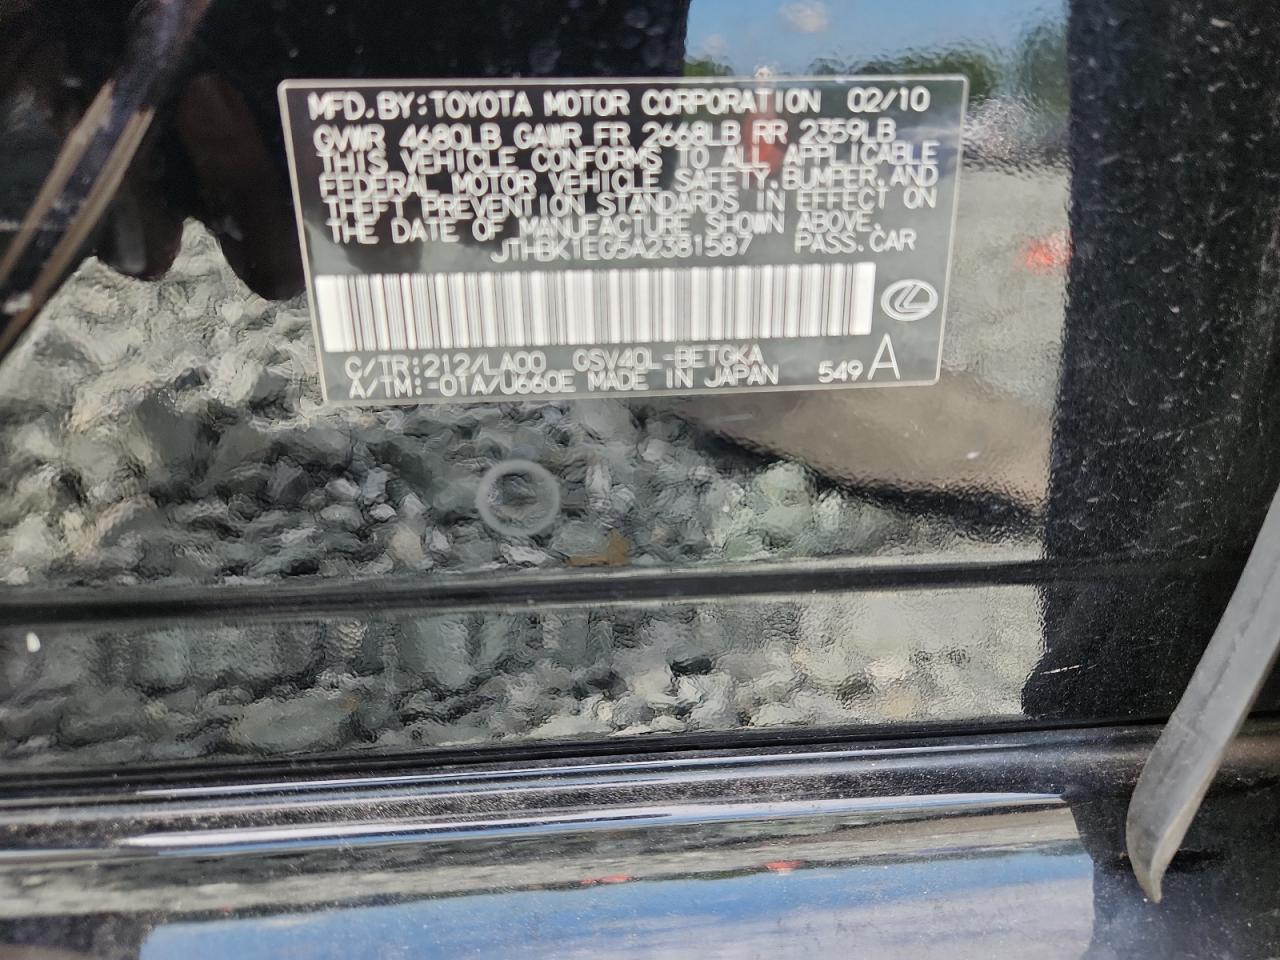 MFD.BY:TOYOTA MOTOR CORPORATION 02/10
GVWR 4680LB GAWR FR 2668LB RR 2359LB
THIS VEHICLE CONFORMS TO ALL APPLICABLE
FEDERAL MOTOR VEHICLE SAFETY,BUMPER,AND
THEFT PREVENTION STANDARDS IN EFFECT ON
THE DATE OF MANUFACTURE SHOWN ABOVE.
JTHBK1EG5A2381587 PASS.CAR
C/TR:212/LA00 GSV40L-BETGKA
A/TM:-01A/U660E MADE IN JAPAN 549 A